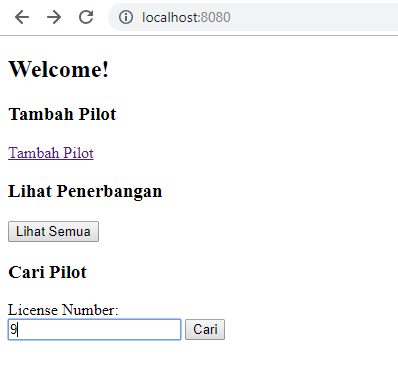 localhost:8080
Welcome!
Tambah Pilot
Tambah Pilot
Lihat Penerbangan
Lihat Semua
Cari Pilot
License Number:
9 Cari